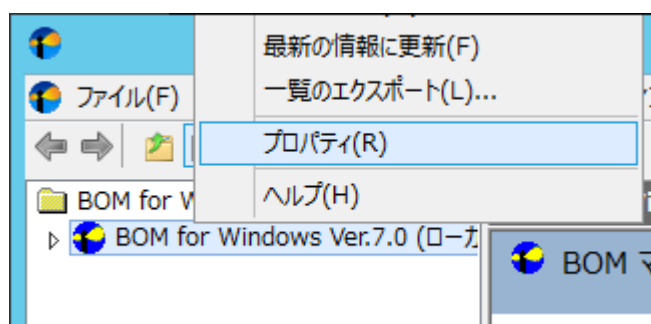 最新の情報に更新(F)
ファイル(F)
一覧のエクスポート(L)...
プロパティ(R)
BOM for W
ヘルプ(H)
BOM for Windows Ver.7.0 (ローカ
BOM マ